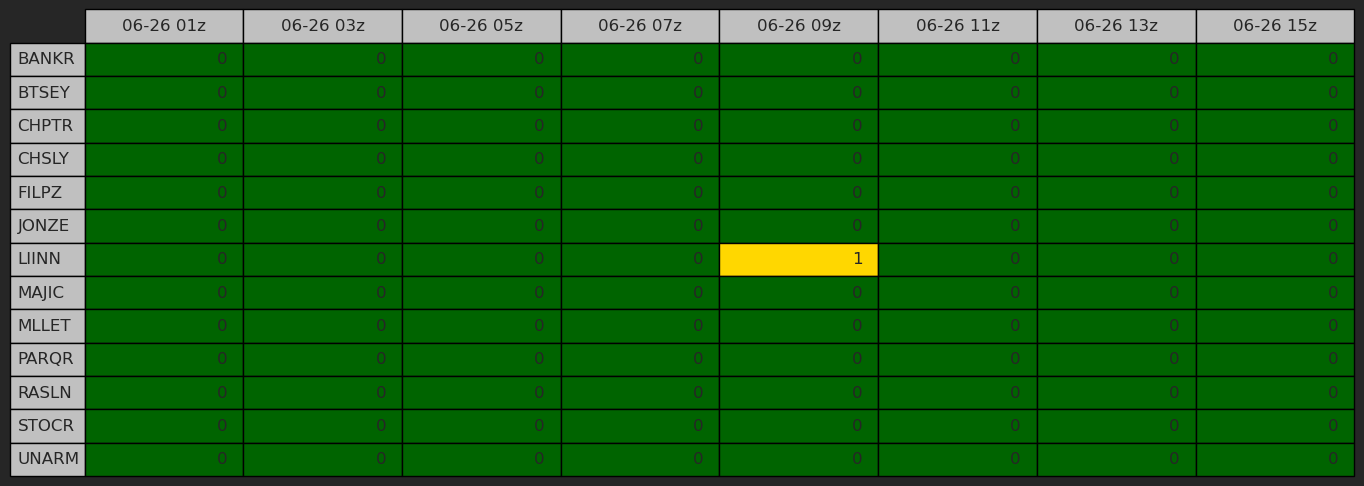 06-26 01z 06-26 03z 06-26 05z 06-26 07z 06-26 09z 06-26 11z 06-26 13z 06-26 15z
BANKR 0 0 0 0 0 0 0 0
BTSEY 0 0 0 0 0 0 0 0
CHPTR 0 0 0 0 0 0 0 0
CHSLY 0 0 0 0 0 0 0 0
FILPZ 0 0 0 0 0 0 0 0
JONZE 0 0 0 0 0 0 0 0
LIINN 0 0 0 0 1 0 0 0
MAJIC 0 0 0 0 0 0 0 0
MLLET 0 0 0 0 0 0 0 0
PARQR 0 0 0 0 0 0 0 0
RASLN 0 0 0 0 0 0 0 0
STOCR 0 0 0 0 0 0 0 0
UNARM 0 0 0 0 0 0 0 0